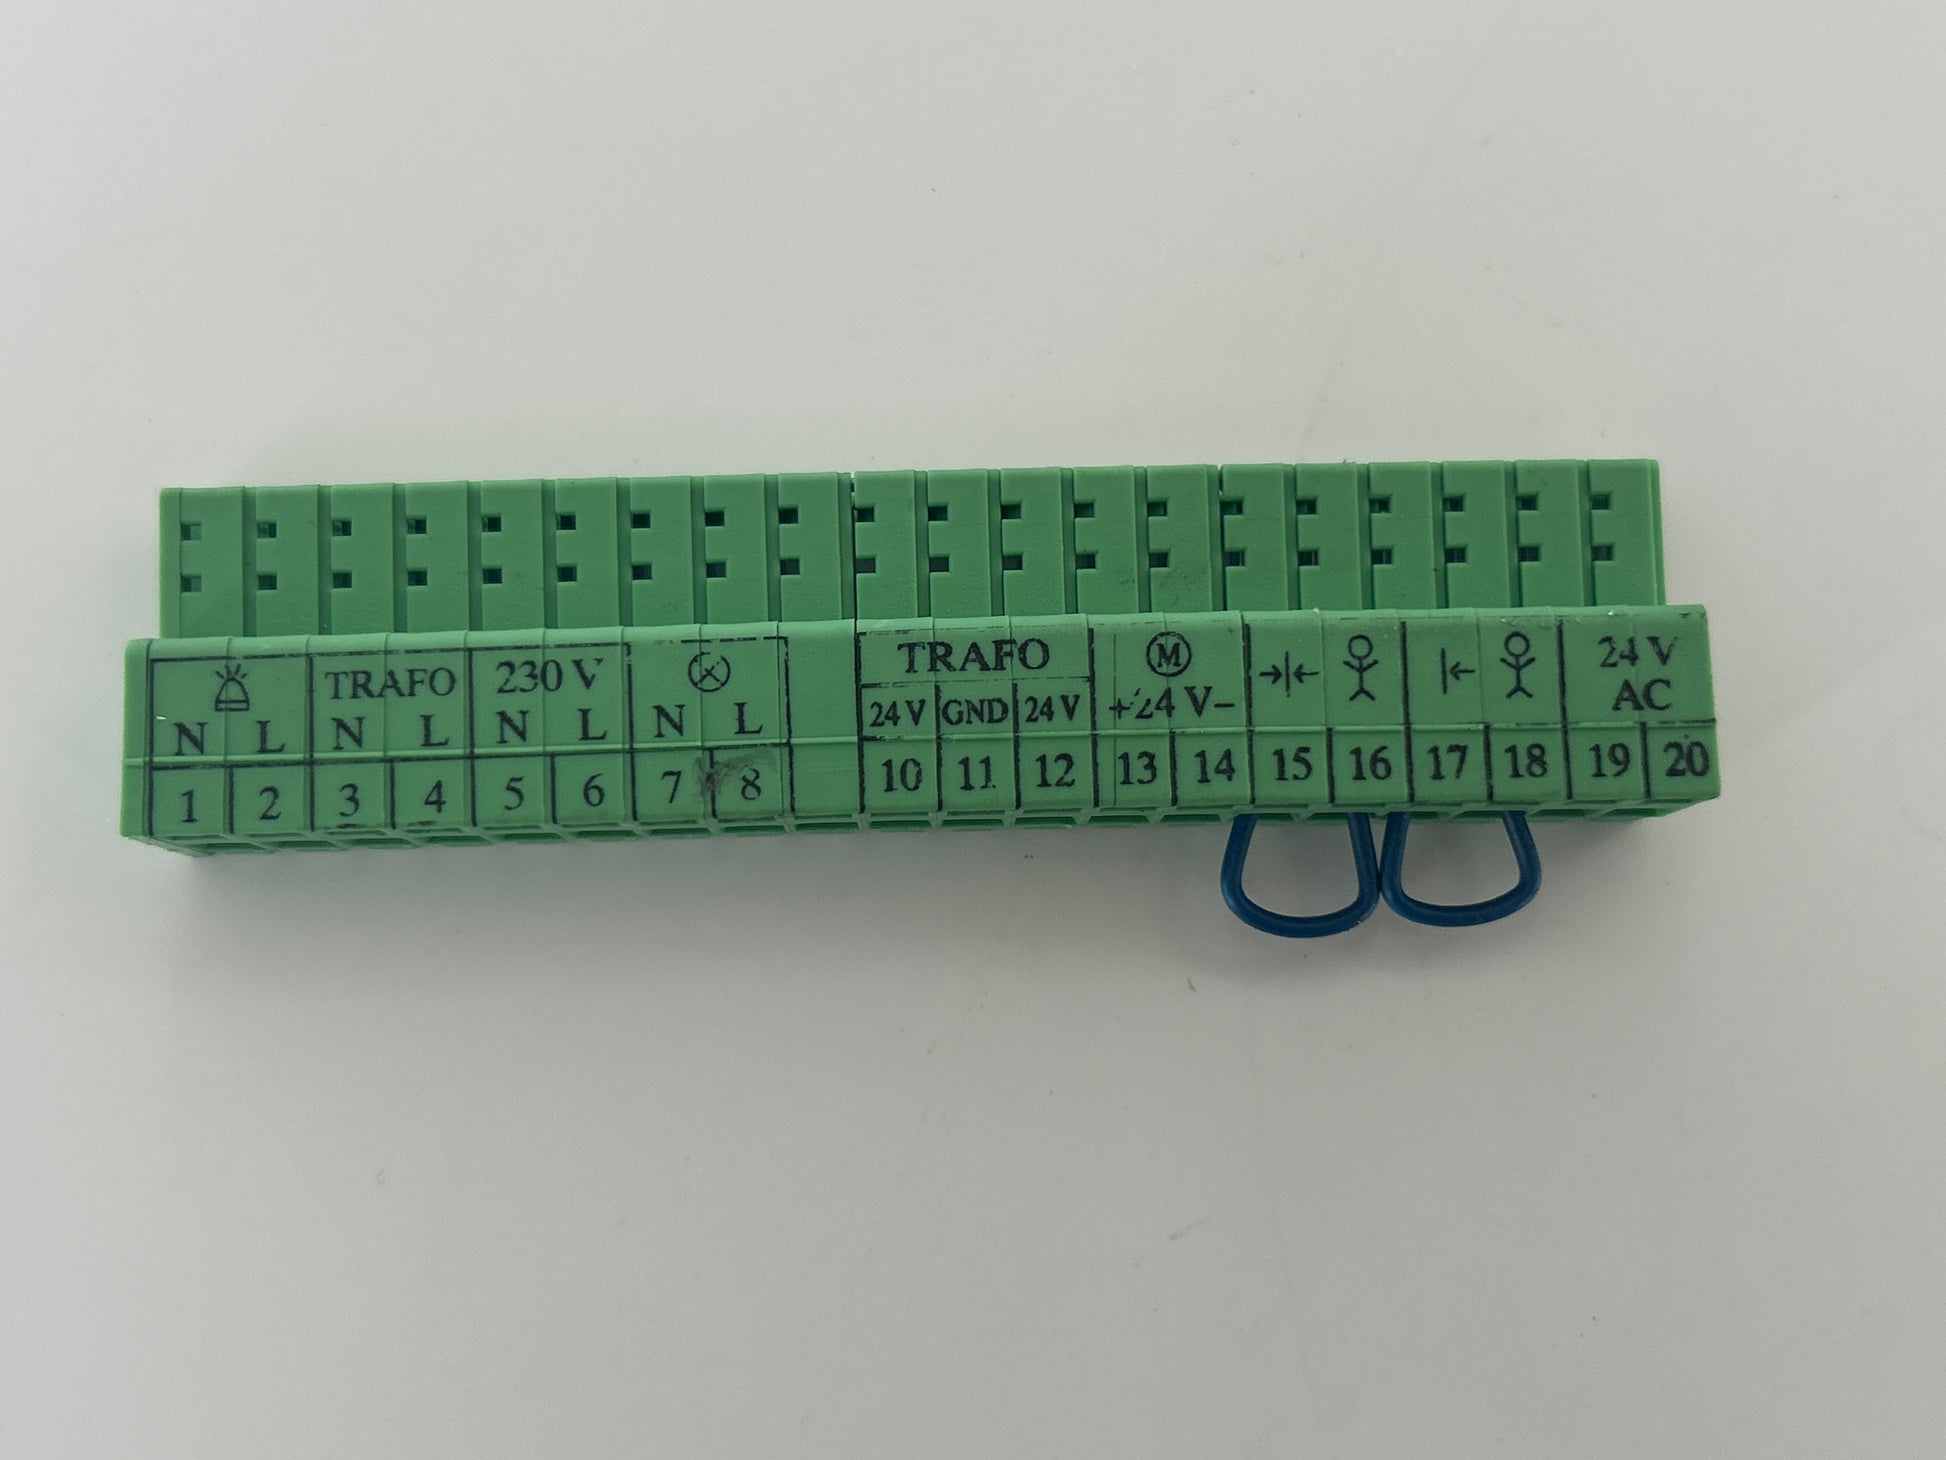 TRAFO 230 V TRAFO M 24 V
24 V GND 24 V +24 V- AC
N L N L N L N L
1 2 3 4 5 6 7 8 10 11 12 13 14 15 16 17 18 19 20